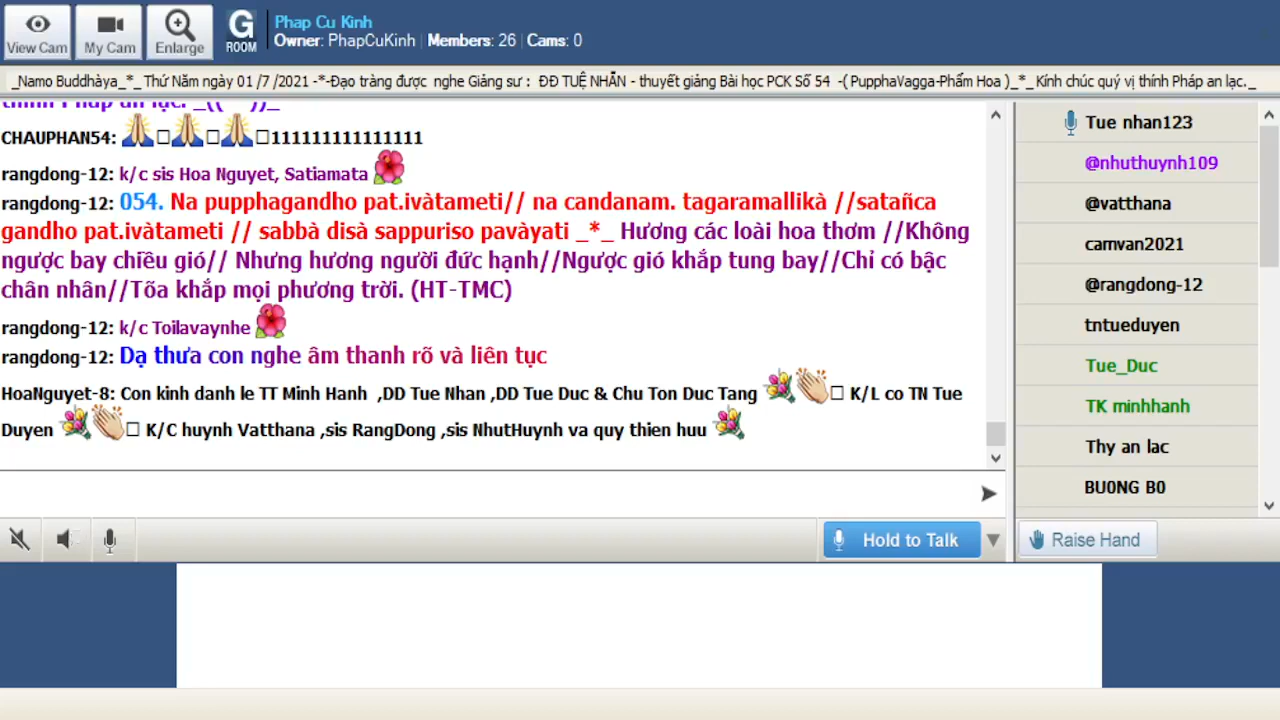 View Cam
My Cam
Enlarge
G
ROOM
Phap Cu Kinh
Owner: PhapCuKinh | Members: 26 | Cams: 0
_Namo Buddhàya_*_ Thứ Năm ngày 01 /7 /2021 -*-Đạo tràng được nghe Giảng sư : ĐĐ TUỆ NHẪN - thuyết giảng Bài học PCK Số 54 -( PupphaVagga-Phẩm Hoa )_*_ Kính chúc quý vị thính Pháp an lạc._
thính Pháp an lạc. _(( ))_
CHAUPHAN54: 🙏□🙏□🙏□111111111111111
rangdong-12: k/c sis Hoa Nguyet, Satiamata 🌺
rangdong-12: 054. Na pupphagandho pat.ivàtameti// na candanam. tagaramallikà //satañca
gandho pat.ivàtameti // sabbà disà sappuriso pavàyati _*_ Hương các loài hoa thơm //Không
ngược bay chiều gió// Nhưng hương người đức hạnh//Ngược gió khắp tung bay//Chỉ có bậc
chân nhân//Tõa khắp mọi phương trời. (HT-TMC)
rangdong-12: k/c Toilavaynhe 🌺
rangdong-12: Dạ thưa con nghe âm thanh rõ và liên tục
HoaNguyet-8: Con kinh danh le TT Minh Hanh ,DD Tue Nhan ,DD Tue Duc & Chu Ton Duc Tang 💐👏□ K/L co TN Tue
Duyen 💐👏□ K/C huynh Vatthana ,sis RangDong ,sis NhutHuynh va quy thien huu 💐
Tue nhan123
@nhuthuynh109
@vatthana
camvan2021
@rangdong-12
tntueduyen
Tue_Duc
TK minhhanh
Thy an lac
BU0NG B0
Hold to Talk
Raise Hand